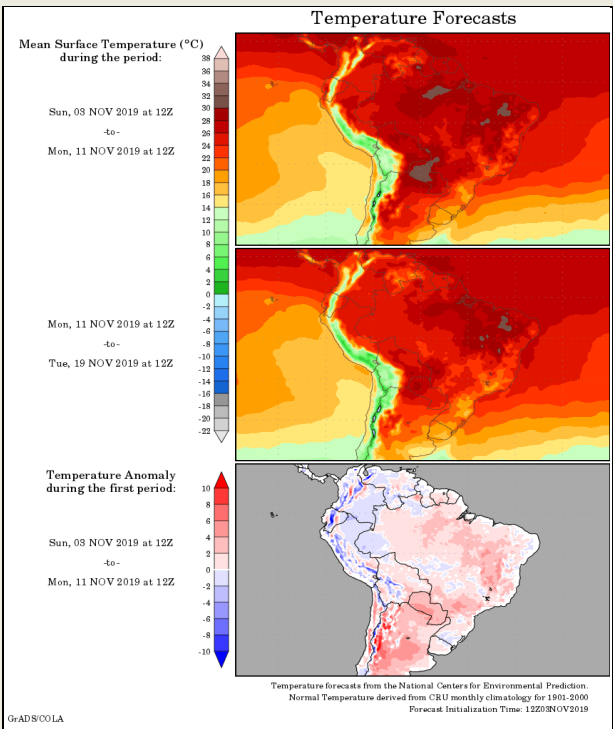 Temperature Forecasts
Mean Surface Temperature (°C)
during the period:
Sun, 03 NOV 2019 at 12Z
-to-
Mon, 11 NOV 2019 at 12Z
38
36
34
32
30
28
26
24
22
20
18
16
14
12
10
8
6
4
2
0
-2
-4
-6
-8
-10
-12
-14
-16
-18
-20
-22
Mon, 11 NOV 2019 at 12Z
-to-
Tue, 19 NOV 2019 at 12Z
Temperature Anomaly
during the first period:
Sun, 03 NOV 2019 at 12Z
-to-
Mon, 11 NOV 2019 at 12Z
10
8
6
4
2
0
-2
-4
-6
-8
-10
Temperature forecasts from the National Centers for Environmental Prediction.
Normal Temperature derived from CRU monthly climatology for 1901-2000
Forecast Initialization Time: 12Z03NOV2019
GrADS/COLA